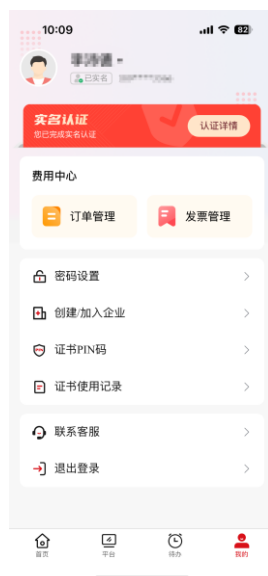 10:09
82
已实名
实名认证
您已完成实名认证
认证详情
费用中心
订单管理
发票管理
密码设置
创建/加入企业
证书PIN码
证书使用记录
联系客服
退出登录
首页
平台
待办
我的